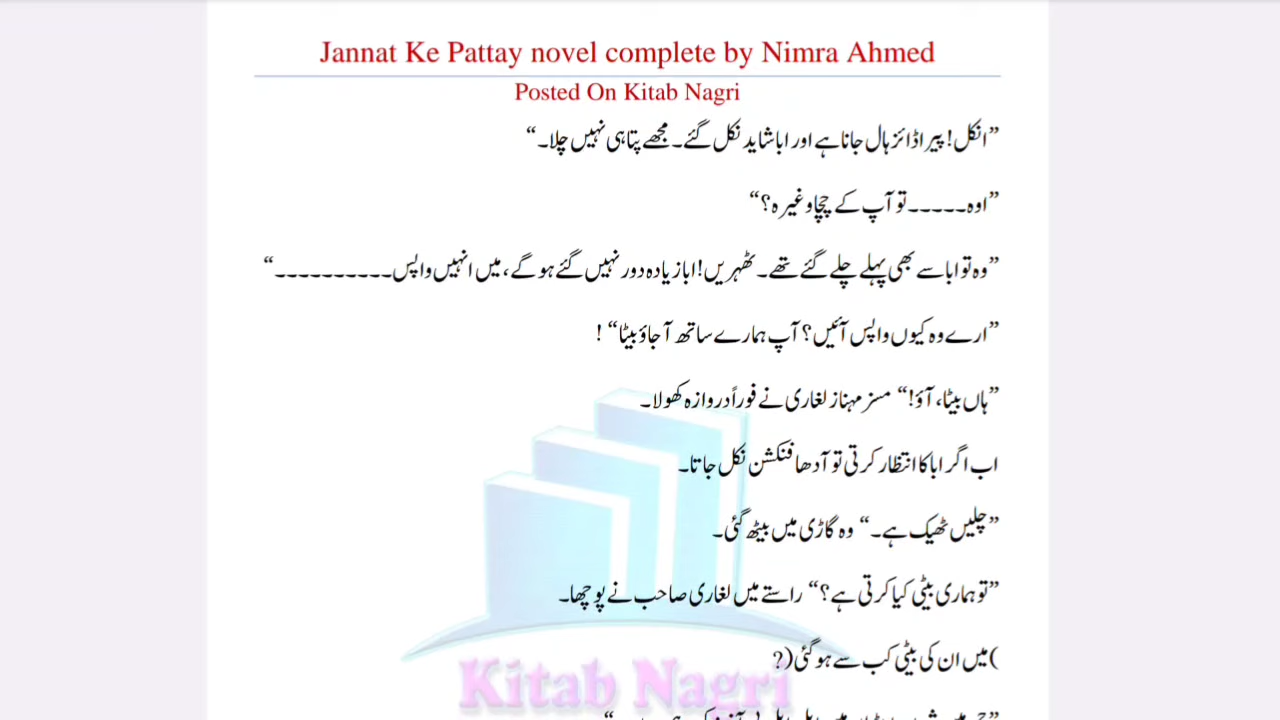 Jannat Ke Pattay novel complete by Nimra Ahmed
Posted On Kitab Nagri
”انکل! پیراڈائز ہال جانا ہے اور ابا شاید نکل گئے۔ مجھے پتا ہی نہیں چلا۔“
”اوہ۔۔۔۔۔ تو آپ کے چچا وغیرہ؟“
”وہ تو ابا سے بھی پہلے چلے گئے تھے۔ ٹھہریں! ابا زیادہ دور نہیں گئے ہوگے، میں انہیں واپس۔۔۔۔۔۔۔۔۔۔“
”ارے وہ کیوں واپس آئیں؟ آپ ہمارے ساتھ آجاؤ بیٹا“ !
”ہاں بیٹا، آؤ!“ مسز مہناز لغاری نے فوراً دروازہ کھولا۔
اب اگر ابا کا انتظار کرتی تو آدھا فنکشن نکل جاتا۔
”چلیں ٹھیک ہے۔“ وہ گاڑی میں بیٹھ گئی۔
”تو ہماری بیٹی کیا کرتی ہے؟“ راستے میں لغاری صاحب نے پوچھا۔
)میں ان کی بیٹی کب سے ہو گئی(?
Kitab Nagri